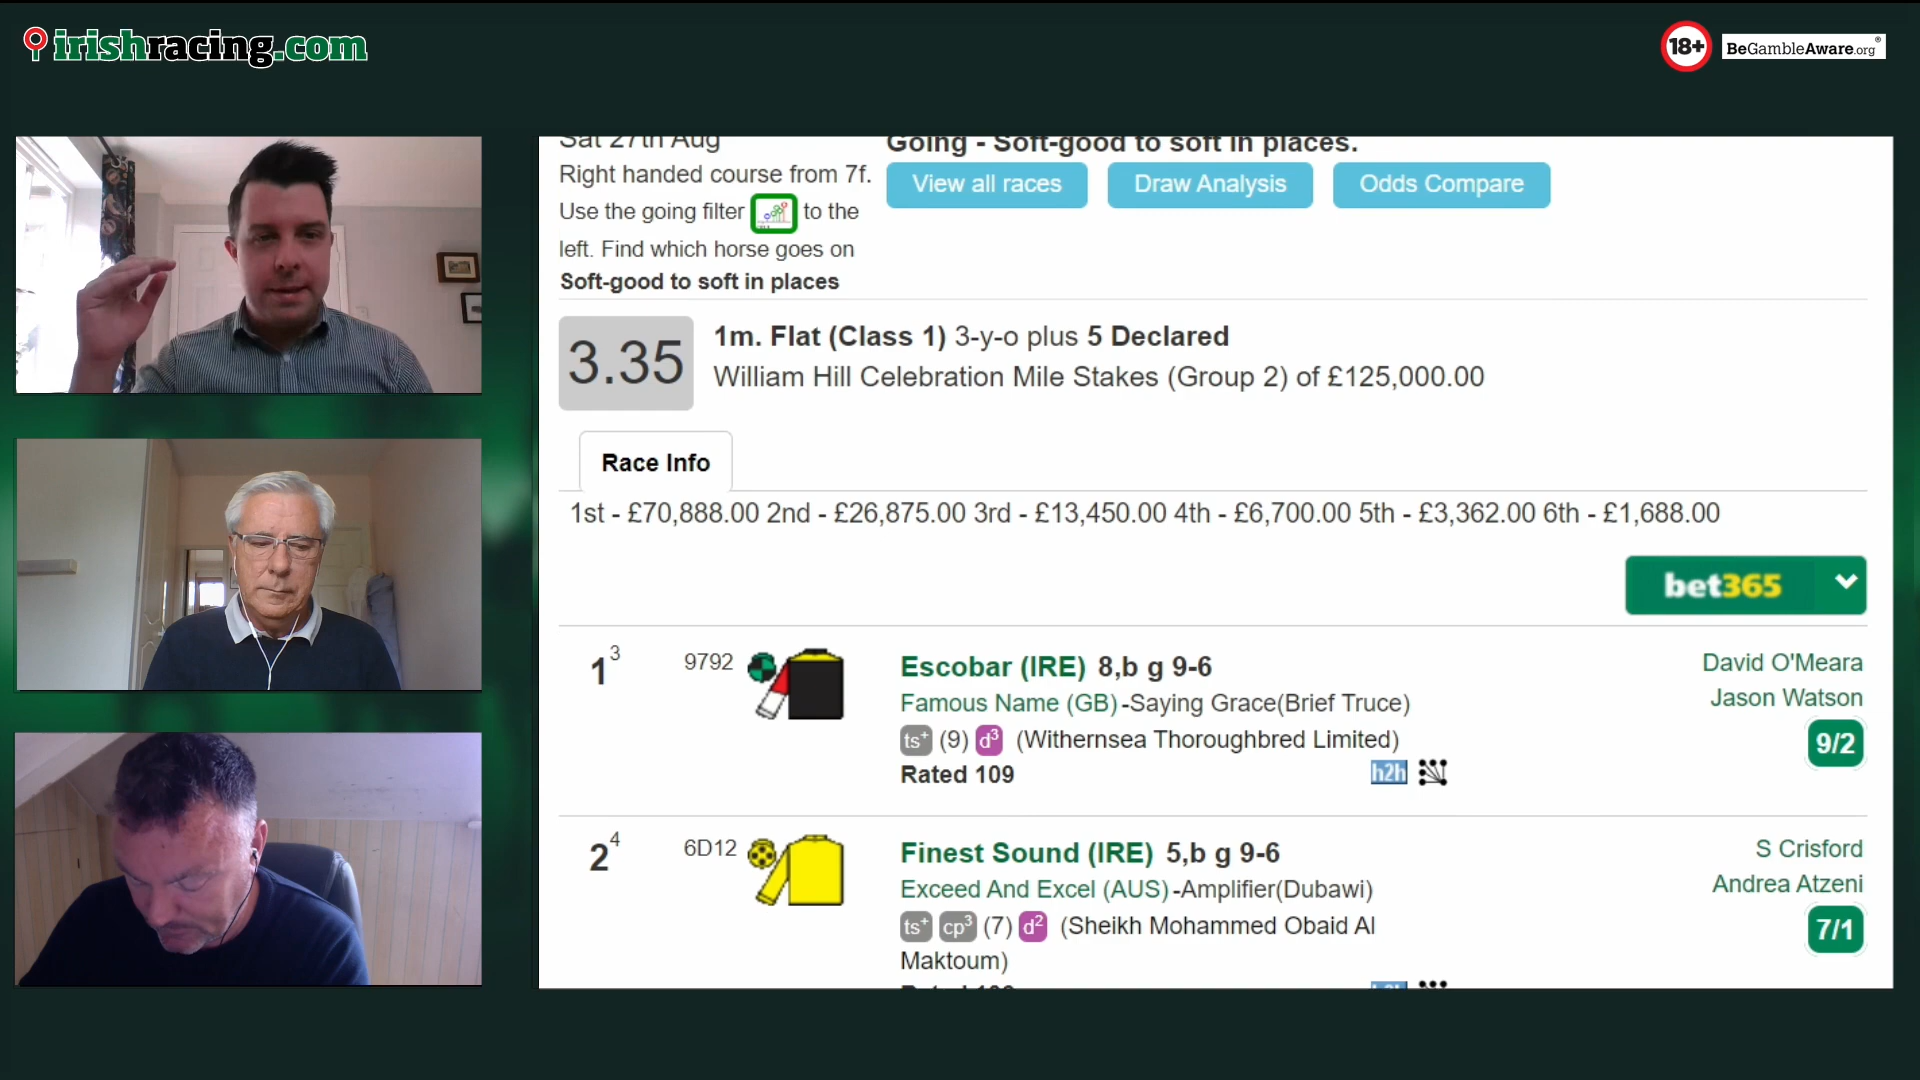 irishracing.com
18+
BeGambleAware.org®
Sat 27th Aug
Going - Soft-good to soft in places.
Right handed course from 7f.
View all races
Draw Analysis
Odds Compare
Use the going filter to the
left. Find which horse goes on
Soft-good to soft in places
3.35
1m. Flat (Class 1) 3-y-o plus 5 Declared
William Hill Celebration Mile Stakes (Group 2) of £125,000.00
Race Info
1st - £70,888.00 2nd - £26,875.00 3rd - £13,450.00 4th - £6,700.00 5th - £3,362.00 6th - £1,688.00
bet365
1 3
9792
Escobar (IRE) 8,b g 9-6
David O'Meara
Famous Name (GB) -Saying Grace(Brief Truce)
Jason Watson
ts+ (9) d3 (Withernsea Thoroughbred Limited)
9/2
Rated 109
h2h
2 4
6D12
Finest Sound (IRE) 5,b g 9-6
S Crisford
Exceed And Excel (AUS) -Amplifier(Dubawi)
Andrea Atzeni
ts+ cp3 (7) d2 (Sheikh Mohammed Obaid Al
7/1
Maktoum)